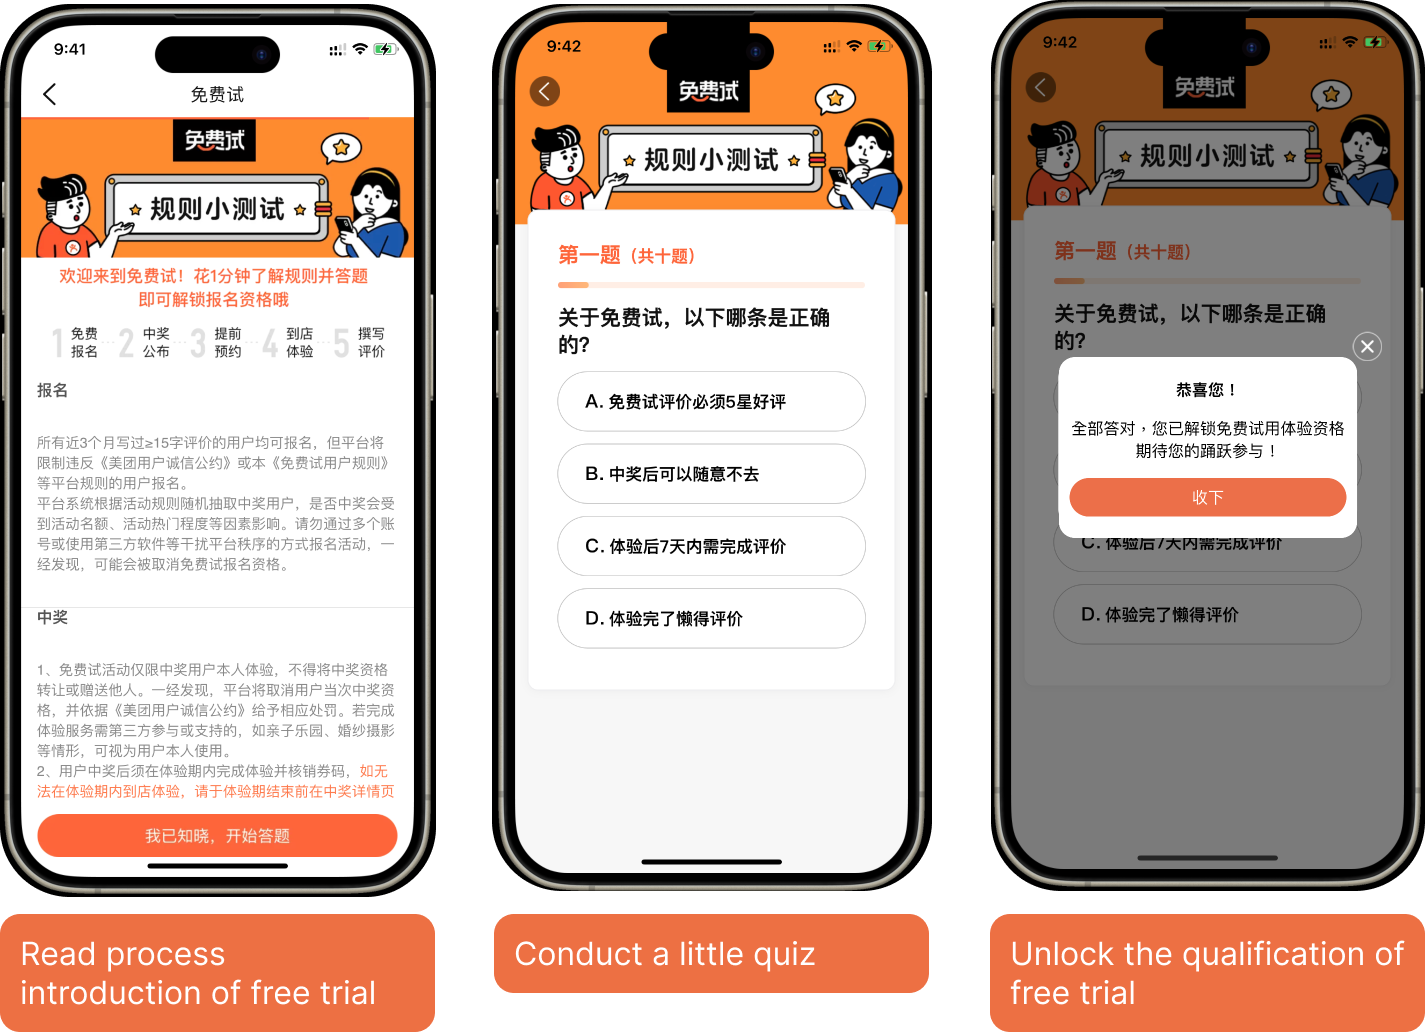 9:41
免费试
免费试
规则小测试
欢迎来到免费试！花1分钟了解规则并答题
即可解锁报名资格哦
1 免费报名 2 中奖公布 3 提前预约 4 到店体验 5 撰写评价
报名
所有近3个月写过≥15字评价的用户均可报名，但平台将
限制违反《美团用户诚信公约》或本《免费试用户规则》
等平台规则的用户报名。
平台系统根据活动规则随机抽取中奖用户，是否中奖会受
到活动名额、活动热门程度等因素影响。请勿通过多个账
号或使用第三方软件等干扰平台秩序的方式报名活动，一
经发现，可能会被取消免费试报名资格。
中奖
1、免费试活动仅限中奖用户本人体验，不得将中奖资格
转让或赠送他人。一经发现，平台将取消用户当次中奖资
格，并依据《美团用户诚信公约》给予相应处罚。若完成
体验服务需第三方参与或支持的，如亲子乐园、婚纱摄影
等情形，可视为用户本人使用。
2、用户中奖后须在体验期内完成体验并核销券码，如无
法在体验期内到店体验，请于体验期结束前在中奖详情页
我已知晓，开始答题
Read process
introduction of free trial
9:42
免费试
规则小测试
第一题（共十题）
关于免费试，以下哪条是正确
的?
A. 免费试评价必须5星好评
B. 中奖后可以随意不去
C. 体验后7天内需完成评价
D. 体验完了懒得评价
Conduct a little quiz
9:42
免费试
规则小测试
第一题（共十题）
关于免费试，以下哪条是正确
的?
恭喜您！
全部答对，您已解锁免费试用体验资格
期待您的踊跃参与！
收下
C. 体验后7天内需完成评价
D. 体验完了懒得评价
Unlock the qualification of
free trial